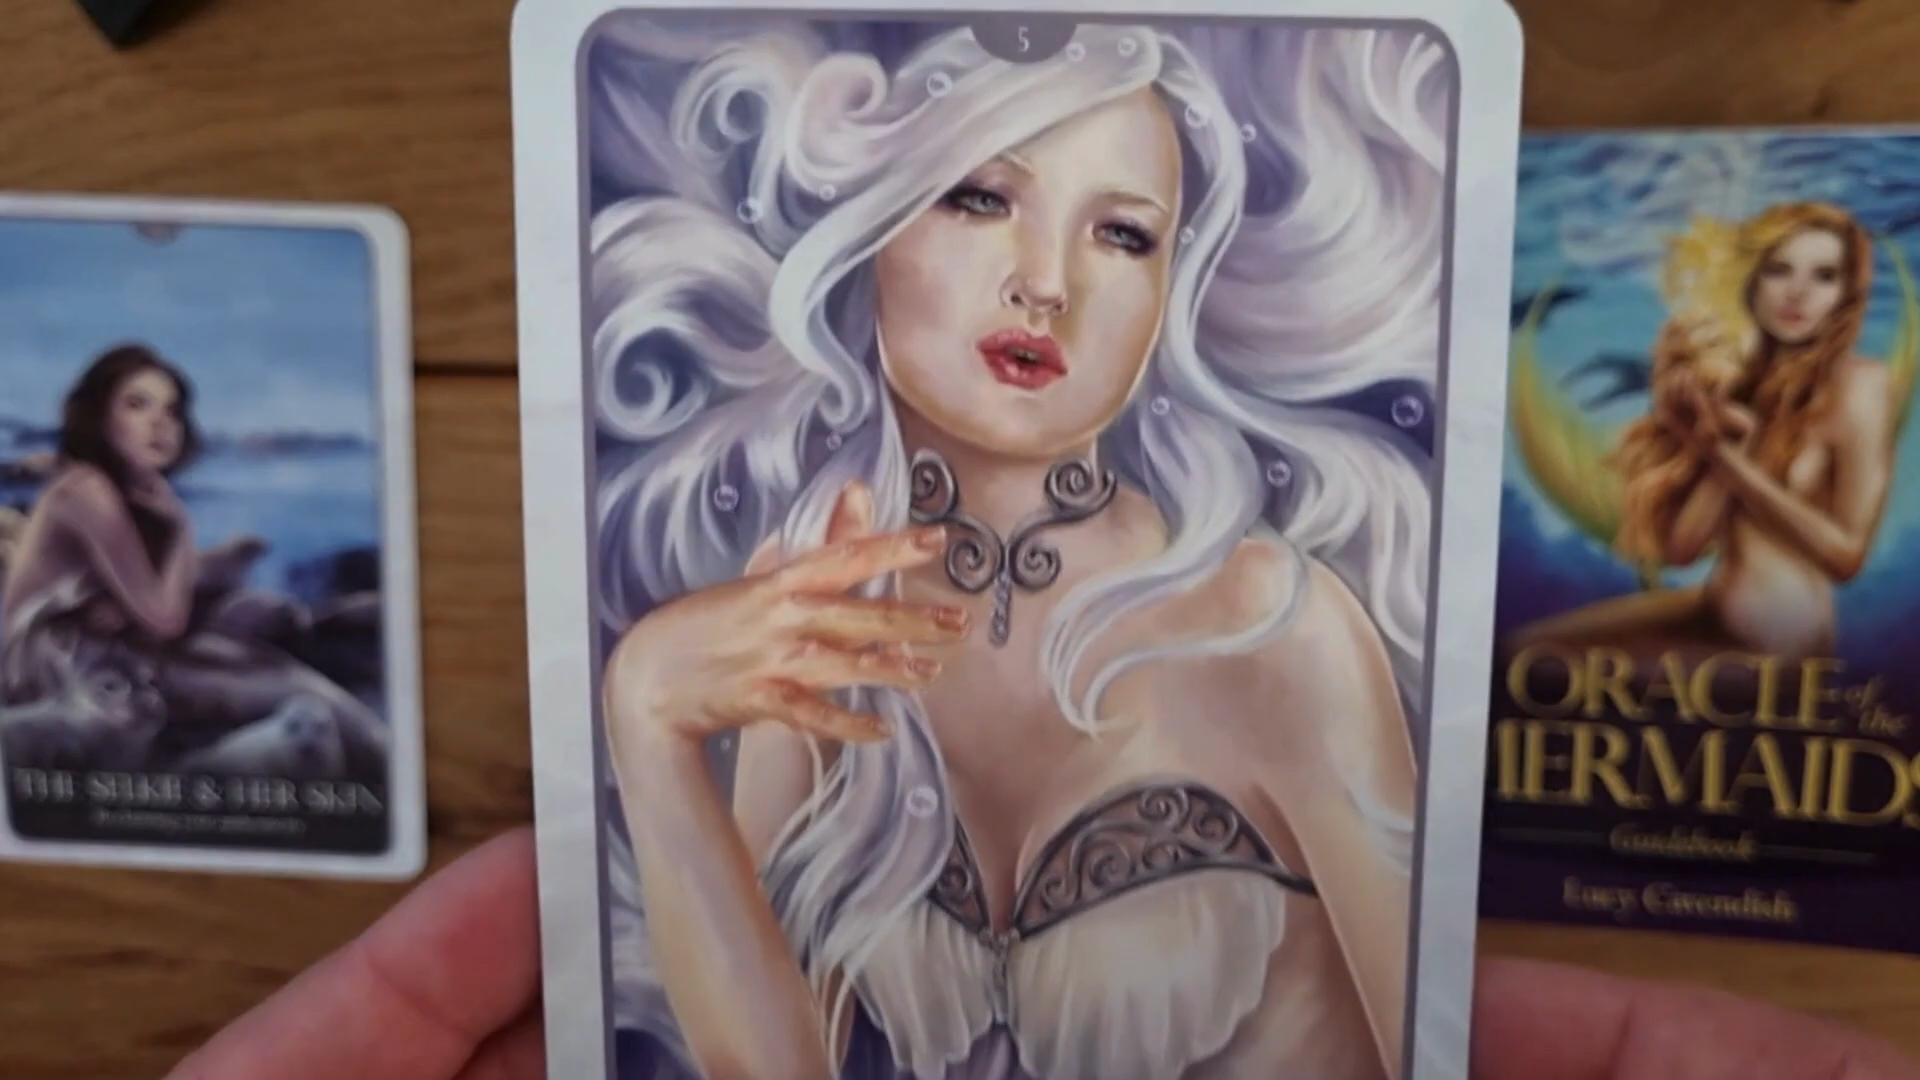 5
THE SELKIE & HER SKIN
ORACLE of the
MERMAIDS
Guidebook
Lucy Cavendish